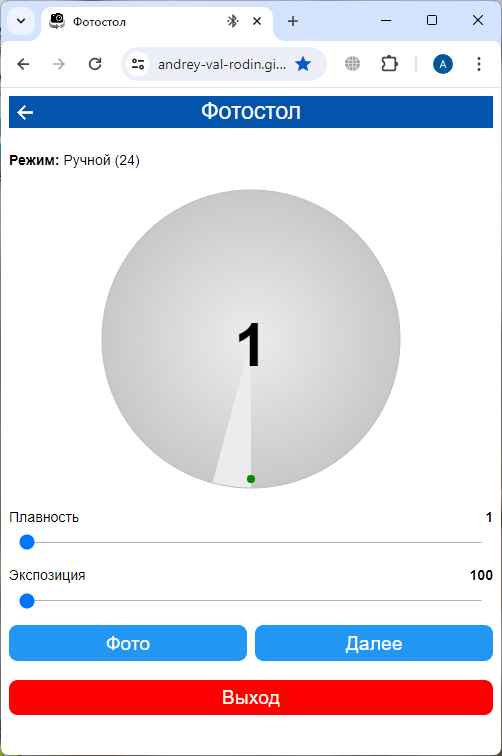 Фотостол
andrey-val-rodin.gi...
A
Фотостол
Режим: Ручной (24)
1
Плавность 1
Экспозиция 100
Фото Далее
Выход